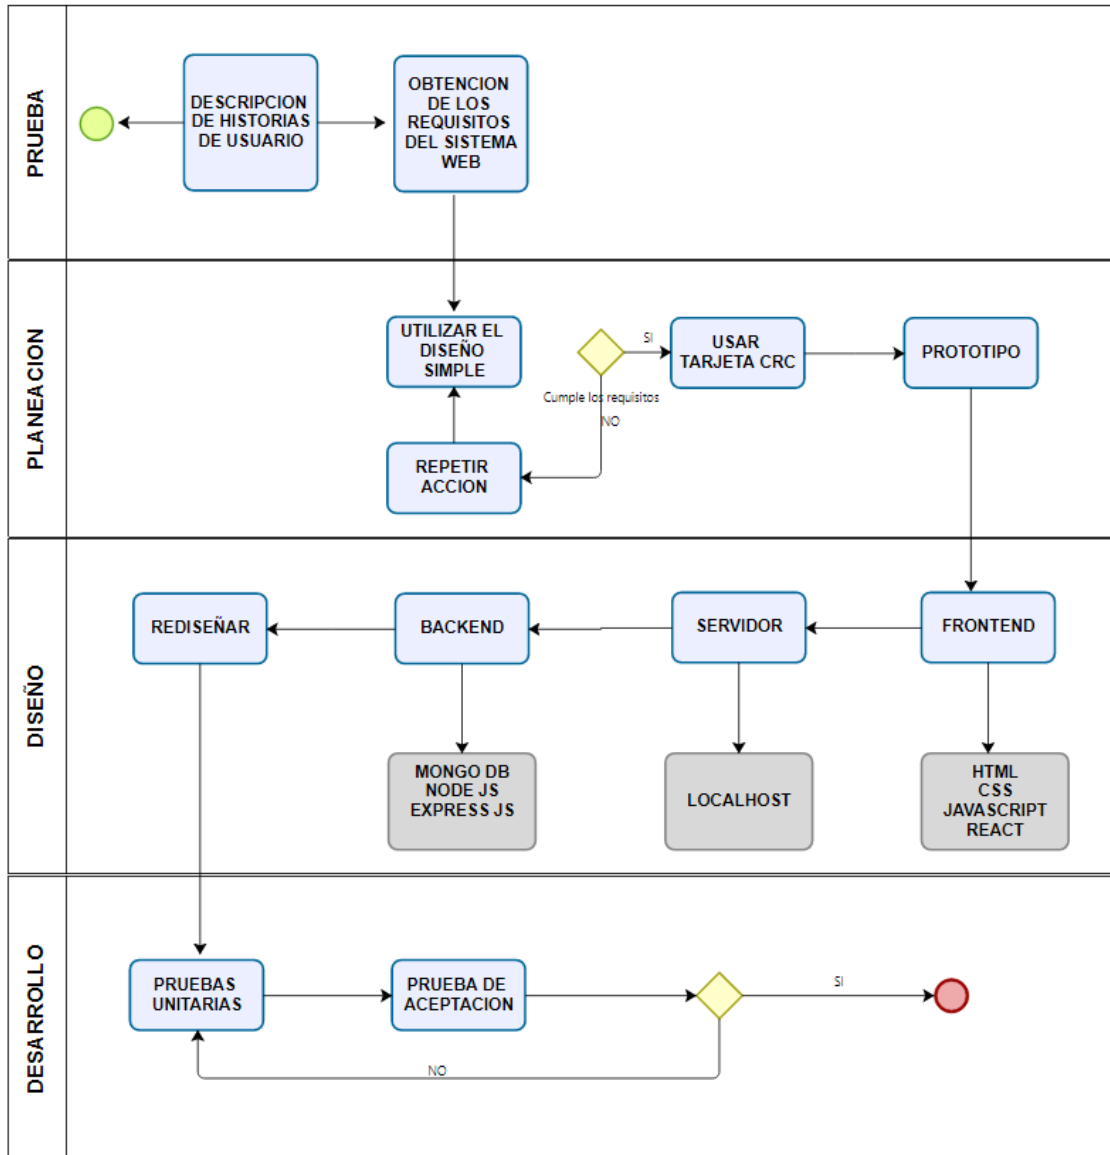 PRUEBA
DESCRIPCION
DE HISTORIAS
DE USUARIO
OBTENCION
DE LOS
REQUISITOS
DEL SISTEMA
WEB
PLANEACION
UTILIZAR EL
DISEÑO
SIMPLE
SI
USAR
TARJETA CRC
PROTOTIPO
Cumple los requisitos
NO
REPETIR
ACCION
DISEÑO
REDISEÑAR
BACKEND
SERVIDOR
FRONTEND
MONGO DB
NODE JS
EXPRESS JS
LOCALHOST
HTML
CSS
JAVASCRIPT
REACT
DESARROLLO
PRUEBAS
UNITARIAS
PRUEBA DE
ACEPTACION
SI
NO